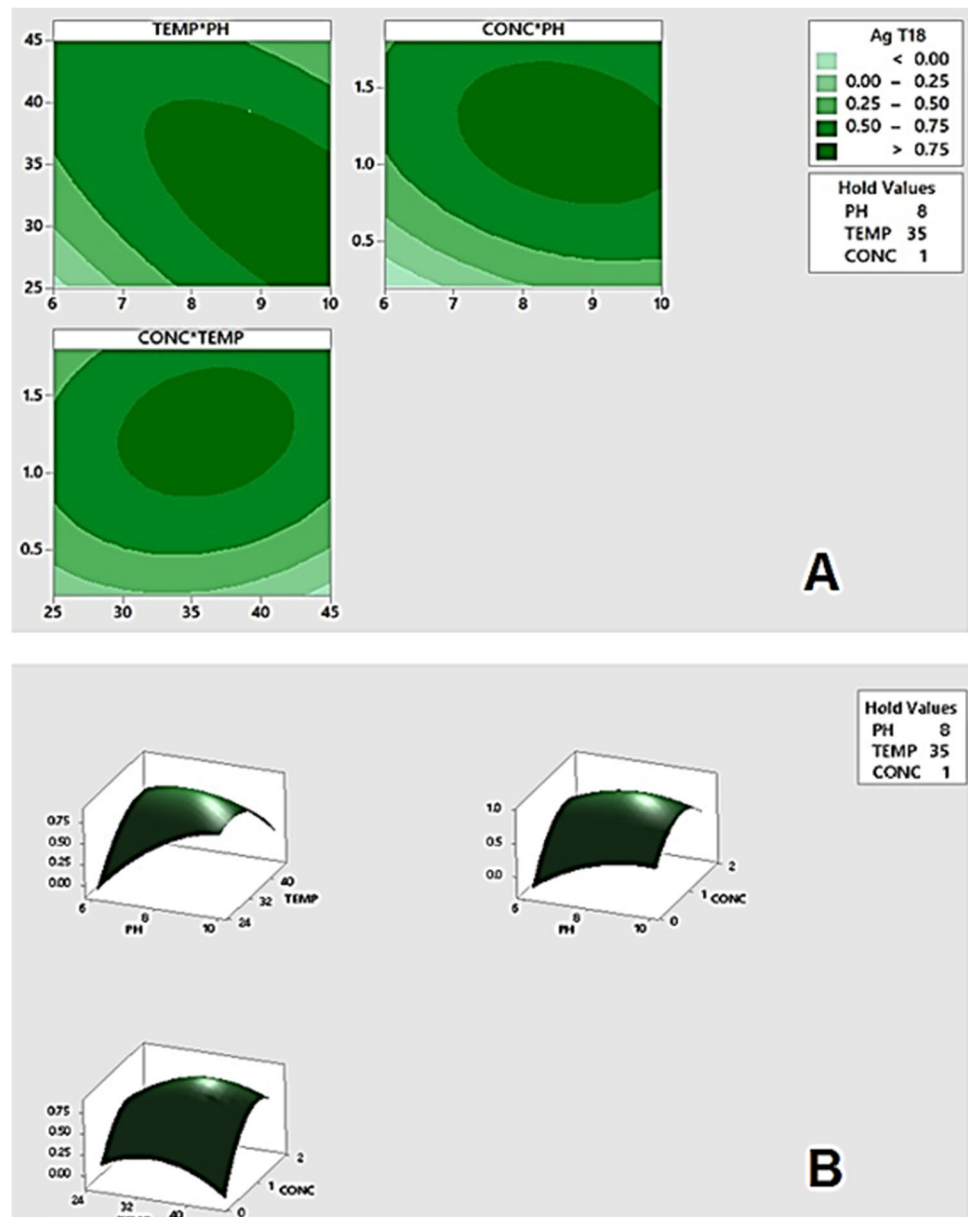 TEMP*PH
45
40
35
30
25
6 7 8 9 10
CONC*PH
1.5
1.0
0.5
6 7 8 9 10
Ag T18
< 0.00
0.00 – 0.25
0.25 – 0.50
0.50 – 0.75
> 0.75
Hold Values
PH 8
TEMP 35
CONC 1
CONC*TEMP
1.5
1.0
0.5
25 30 35 40 45
A
Hold Values
PH 8
TEMP 35
CONC 1
0.75
0.50
0.25
0.00
6 8 10
PH
24 32 40
TEMP
1.0
0.5
0.0
6 8 10
PH
0 1 2
CONC
0.75
0.50
0.25
0.00
24 32 40
0 1 2
CONC
B